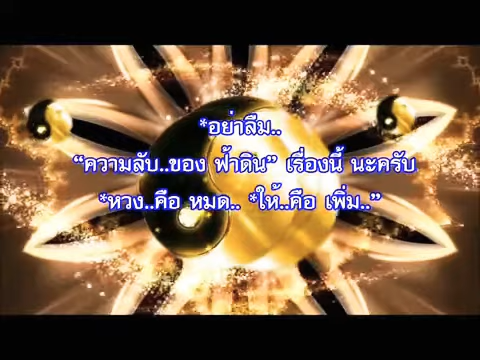 *อย่าลืม..
“ความลับ..ของ ฟ้าดิน” เรื่องนี้ นะครับ
*หวง..คือ หมด.. *ให้..คือ เพิ่ม..”